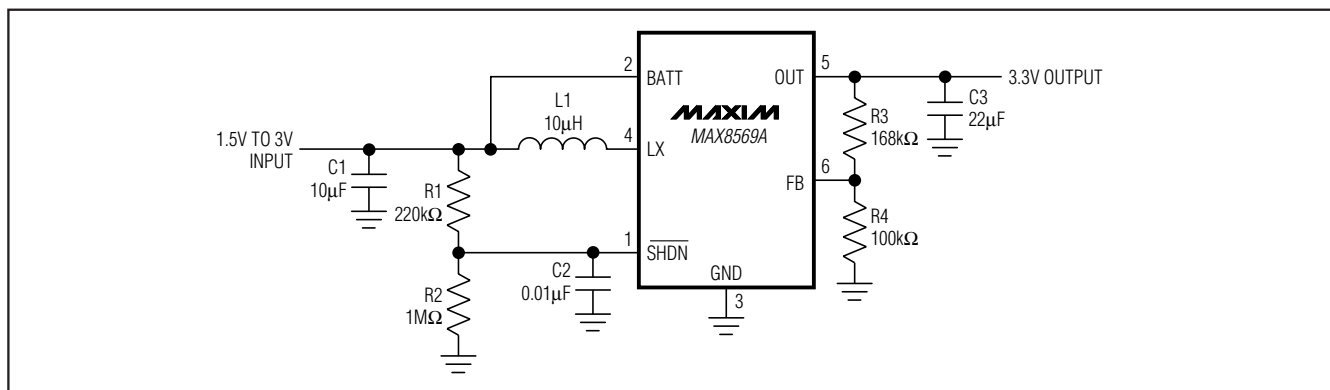 2
BATT
OUT
5
3.3V OUTPUT
L1
10μH
MAXIM
MAX8569A
R3
168kΩ
C3
22μF
1.5V TO 3V
INPUT
4
LX
C1
10μF
R1
220kΩ
6
FB
R4
100kΩ
1
SHDN
C2
0.01μF
GND
3
R2
1MΩ